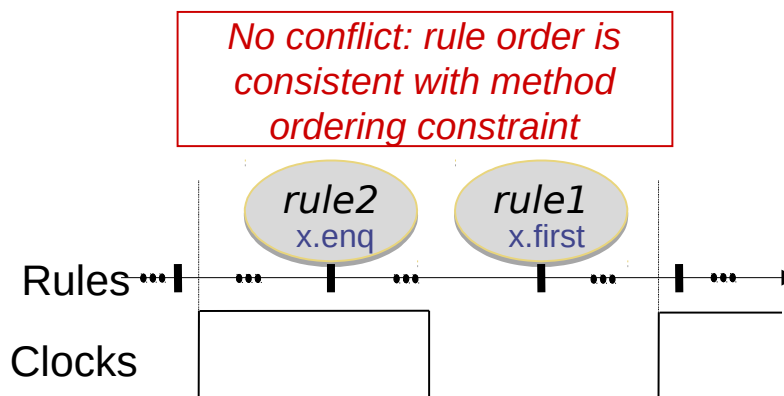 No conflict: rule order is
consistent with method
ordering constraint
rule2
x.enq
rule1
x.first
Rules
Clocks